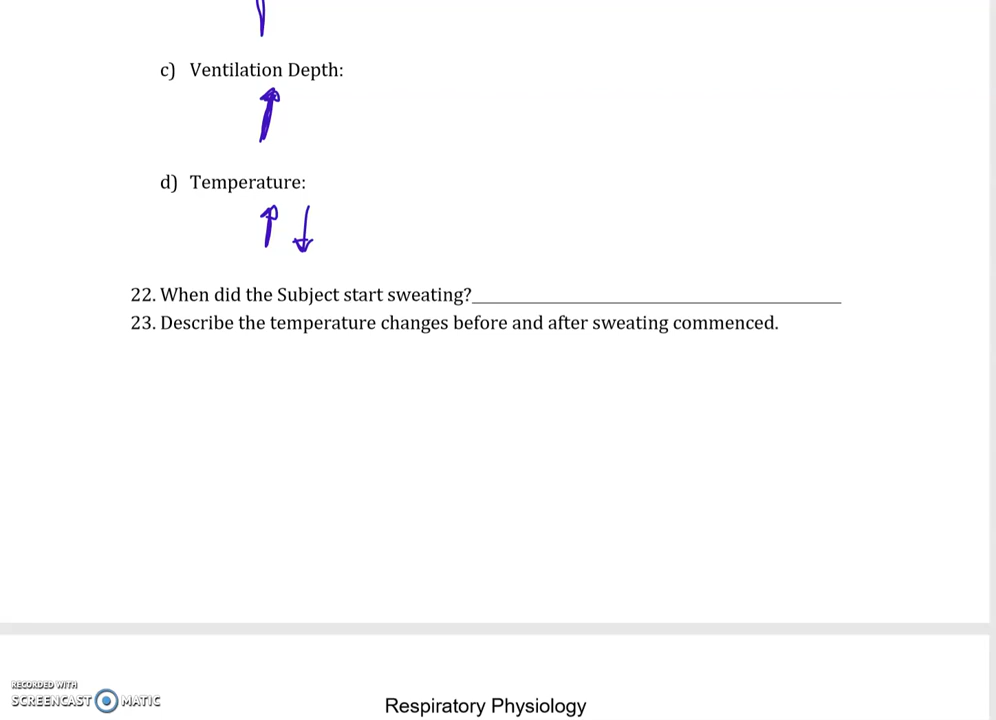 c) Ventilation Depth:
d) Temperature:
22. When did the Subject start sweating?
23. Describe the temperature changes before and after sweating commenced.
RECORDED WITH
SCREENCAST MATIC
Respiratory Physiology